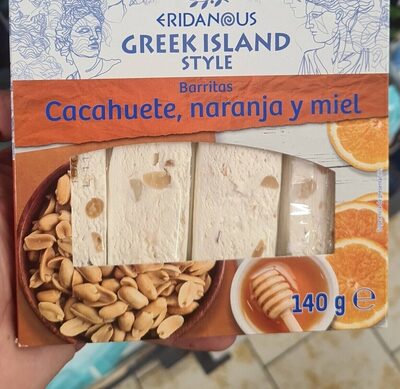 ERIDANOUS
GREEK ISLAND
STYLE
Barritas
Cacahuete, naranja y miel
140 g e